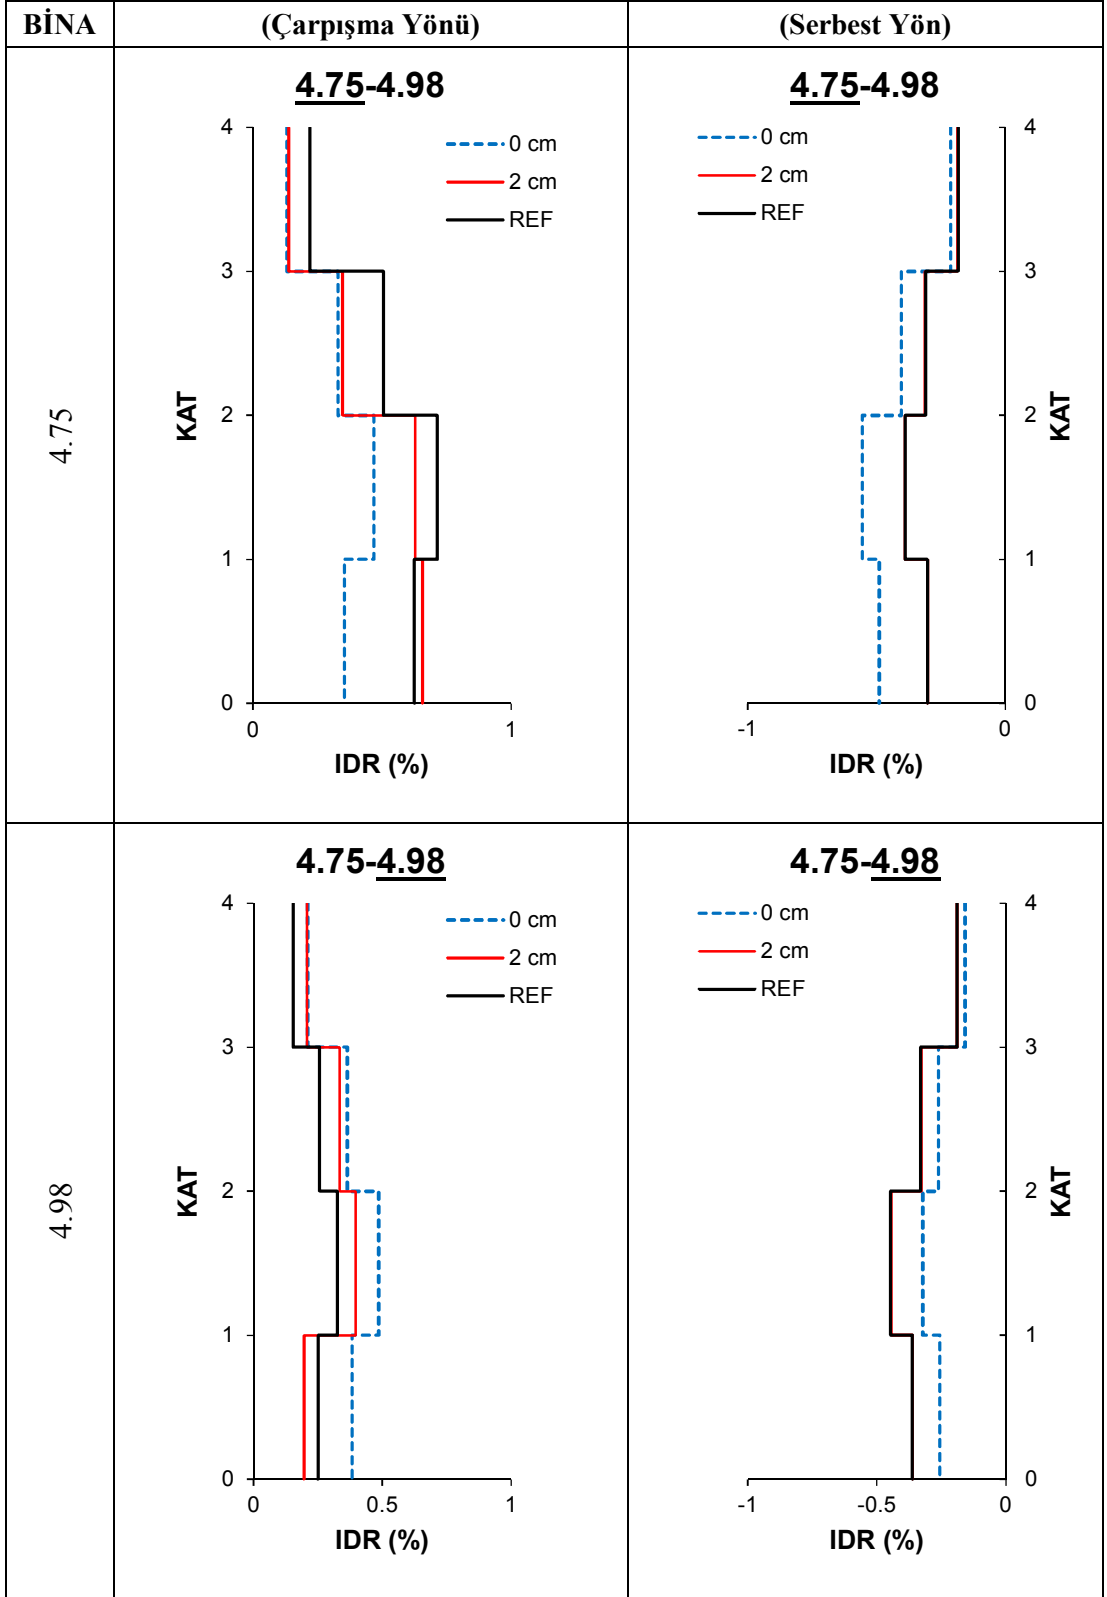 BİNA
(Çarpışma Yönü)
(Serbest Yön)
4.75
4.75-4.98
4
3
2
1
0
KAT
0 cm
2 cm
REF
0
1
IDR (%)
4.75-4.98
0 cm
2 cm
REF
4
3
2
1
0
KAT
-1
0
IDR (%)
4.98
4.75-4.98
4
3
2
1
0
KAT
0 cm
2 cm
REF
0
0.5
1
IDR (%)
4.75-4.98
0 cm
2 cm
REF
4
3
2
1
0
KAT
-1
-0.5
0
IDR (%)